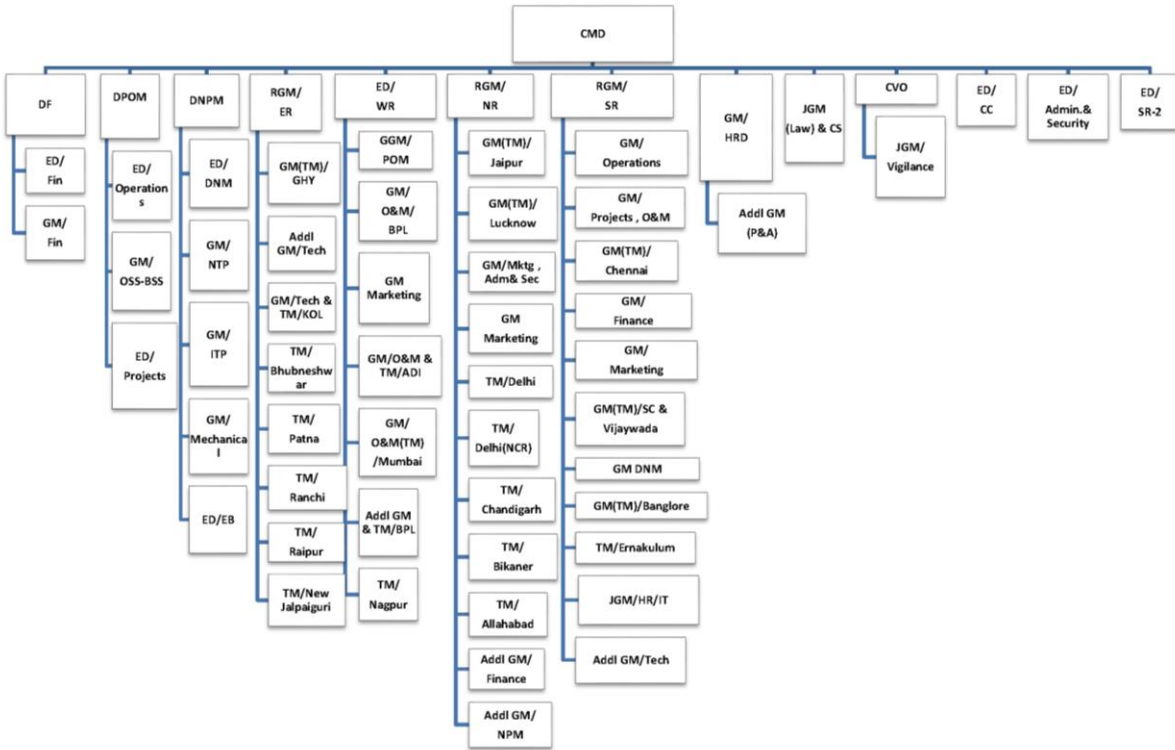 CMD
DF
DPOM
DNPM
RGM/
ER
ED/
WR
RGM/
NR
RGM/
SR
GM/
HRD
JGM
(Law) & CS
CVO
ED/
CC
ED/
Admin.&
Security
ED/
SR-2
ED/
Fin
GM/
Fin
ED/
Operation
s
GM/
OSS-BSS
ED/
Projects
ED/
DNM
GM/
NTP
GM/
ITP
GM/
Mechanica
l
ED/EB
GM(TM)/
GHY
Addl
GM/Tech
GM/Tech &
TM/KOL
TM/
Bhubneshw
ar
TM/
Patna
TM/
Ranchi
TM/
Raipur
TM/New
Jalpaiguri
GGM/
POM
GM/
O&M/
BPL
GM
Marketing
GM/O&M &
TM/ADI
GM/
O&M(TM)
/Mumbai
Addl GM
& TM/BPL
TM/
Nagpur
GM(TM)/
Jaipur
GM(TM)/
Lucknow
GM/Mktg ,
Adm& Sec
GM
Marketing
TM/Delhi
TM/
Delhi(NCR)
TM/
Chandigarh
TM/
Bikaner
TM/
Allahabad
Addl GM/
Finance
Addl GM/
NPM
GM/
Operations
GM/
Projects , O&M
GM(TM)/
Chennai
GM/
Finance
GM/
Marketing
GM(TM)/SC &
Vijaywada
GM DNM
GM(TM)/Banglore
TM/Ernakulum
JGM/HR/IT
Addl GM/Tech
Addl GM
(P&A)
JGM/
Vigilance